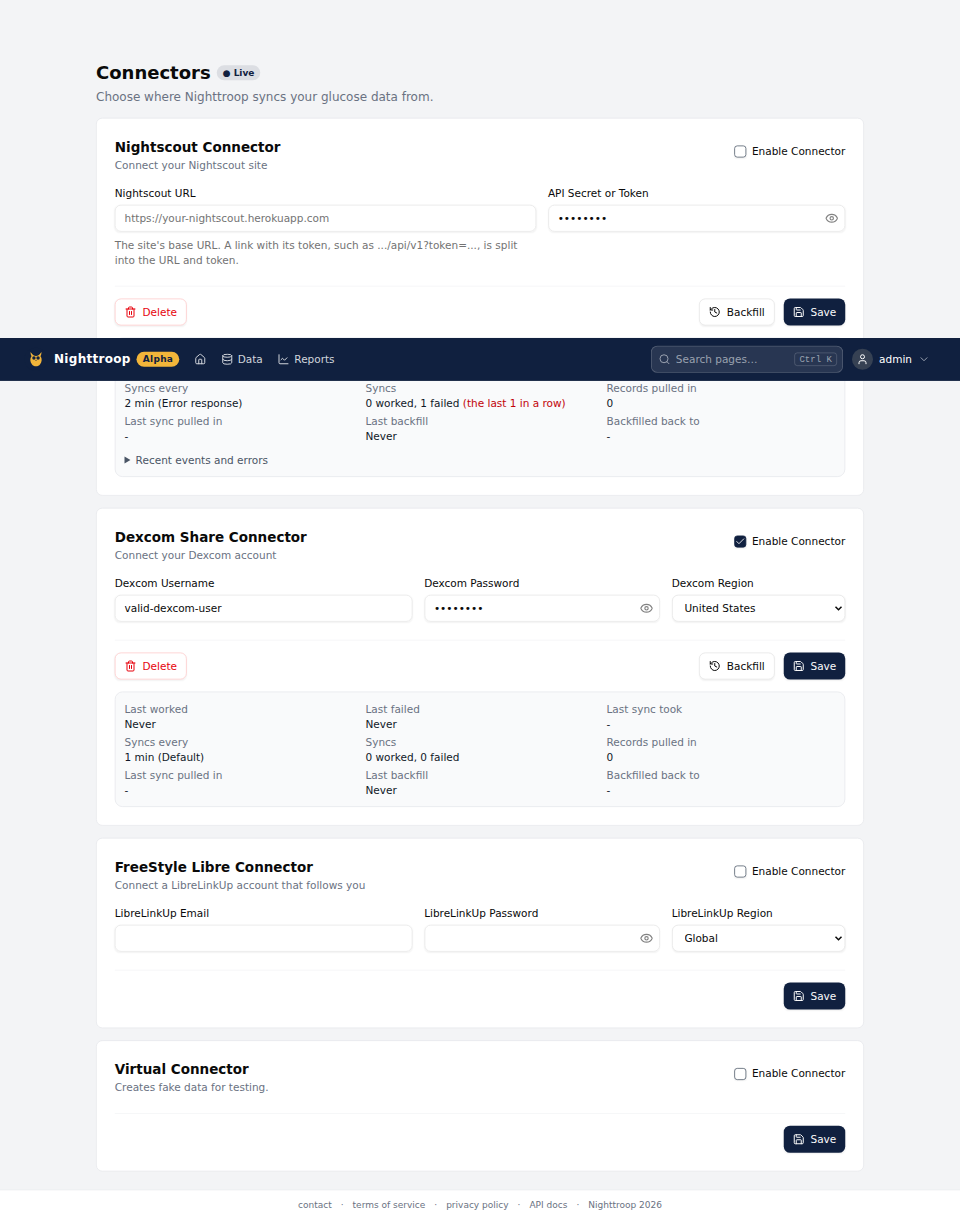 Connectors
● Live
Choose where Nighttroop syncs your glucose data from.
Nightscout Connector
Enable Connector
Connect your Nightscout site
Nightscout URL
API Secret or Token
https://your-nightscout.herokuapp.com
••••••••
The site's base URL. A link with its token, such as .../api/v1?token=..., is split
into the URL and token.
Delete
Backfill
Save
Nighttroop
Alpha
Data
Reports
Search pages...
Ctrl K
admin
Syncs every
Syncs
Records pulled in
2 min (Error response)
0 worked, 1 failed (the last 1 in a row)
0
Last sync pulled in
Last backfill
Backfilled back to
-
Never
-
Recent events and errors
Dexcom Share Connector
Enable Connector
Connect your Dexcom account
Dexcom Username
Dexcom Password
Dexcom Region
valid-dexcom-user
••••••••
United States
Delete
Backfill
Save
Last worked
Last failed
Last sync took
Never
Never
-
Syncs every
Syncs
Records pulled in
1 min (Default)
0 worked, 0 failed
0
Last sync pulled in
Last backfill
Backfilled back to
-
Never
-
FreeStyle Libre Connector
Enable Connector
Connect a LibreLinkUp account that follows you
LibreLinkUp Email
LibreLinkUp Password
LibreLinkUp Region
Global
Save
Virtual Connector
Enable Connector
Creates fake data for testing.
Save
contact · terms of service · privacy policy · API docs · Nighttroop 2026